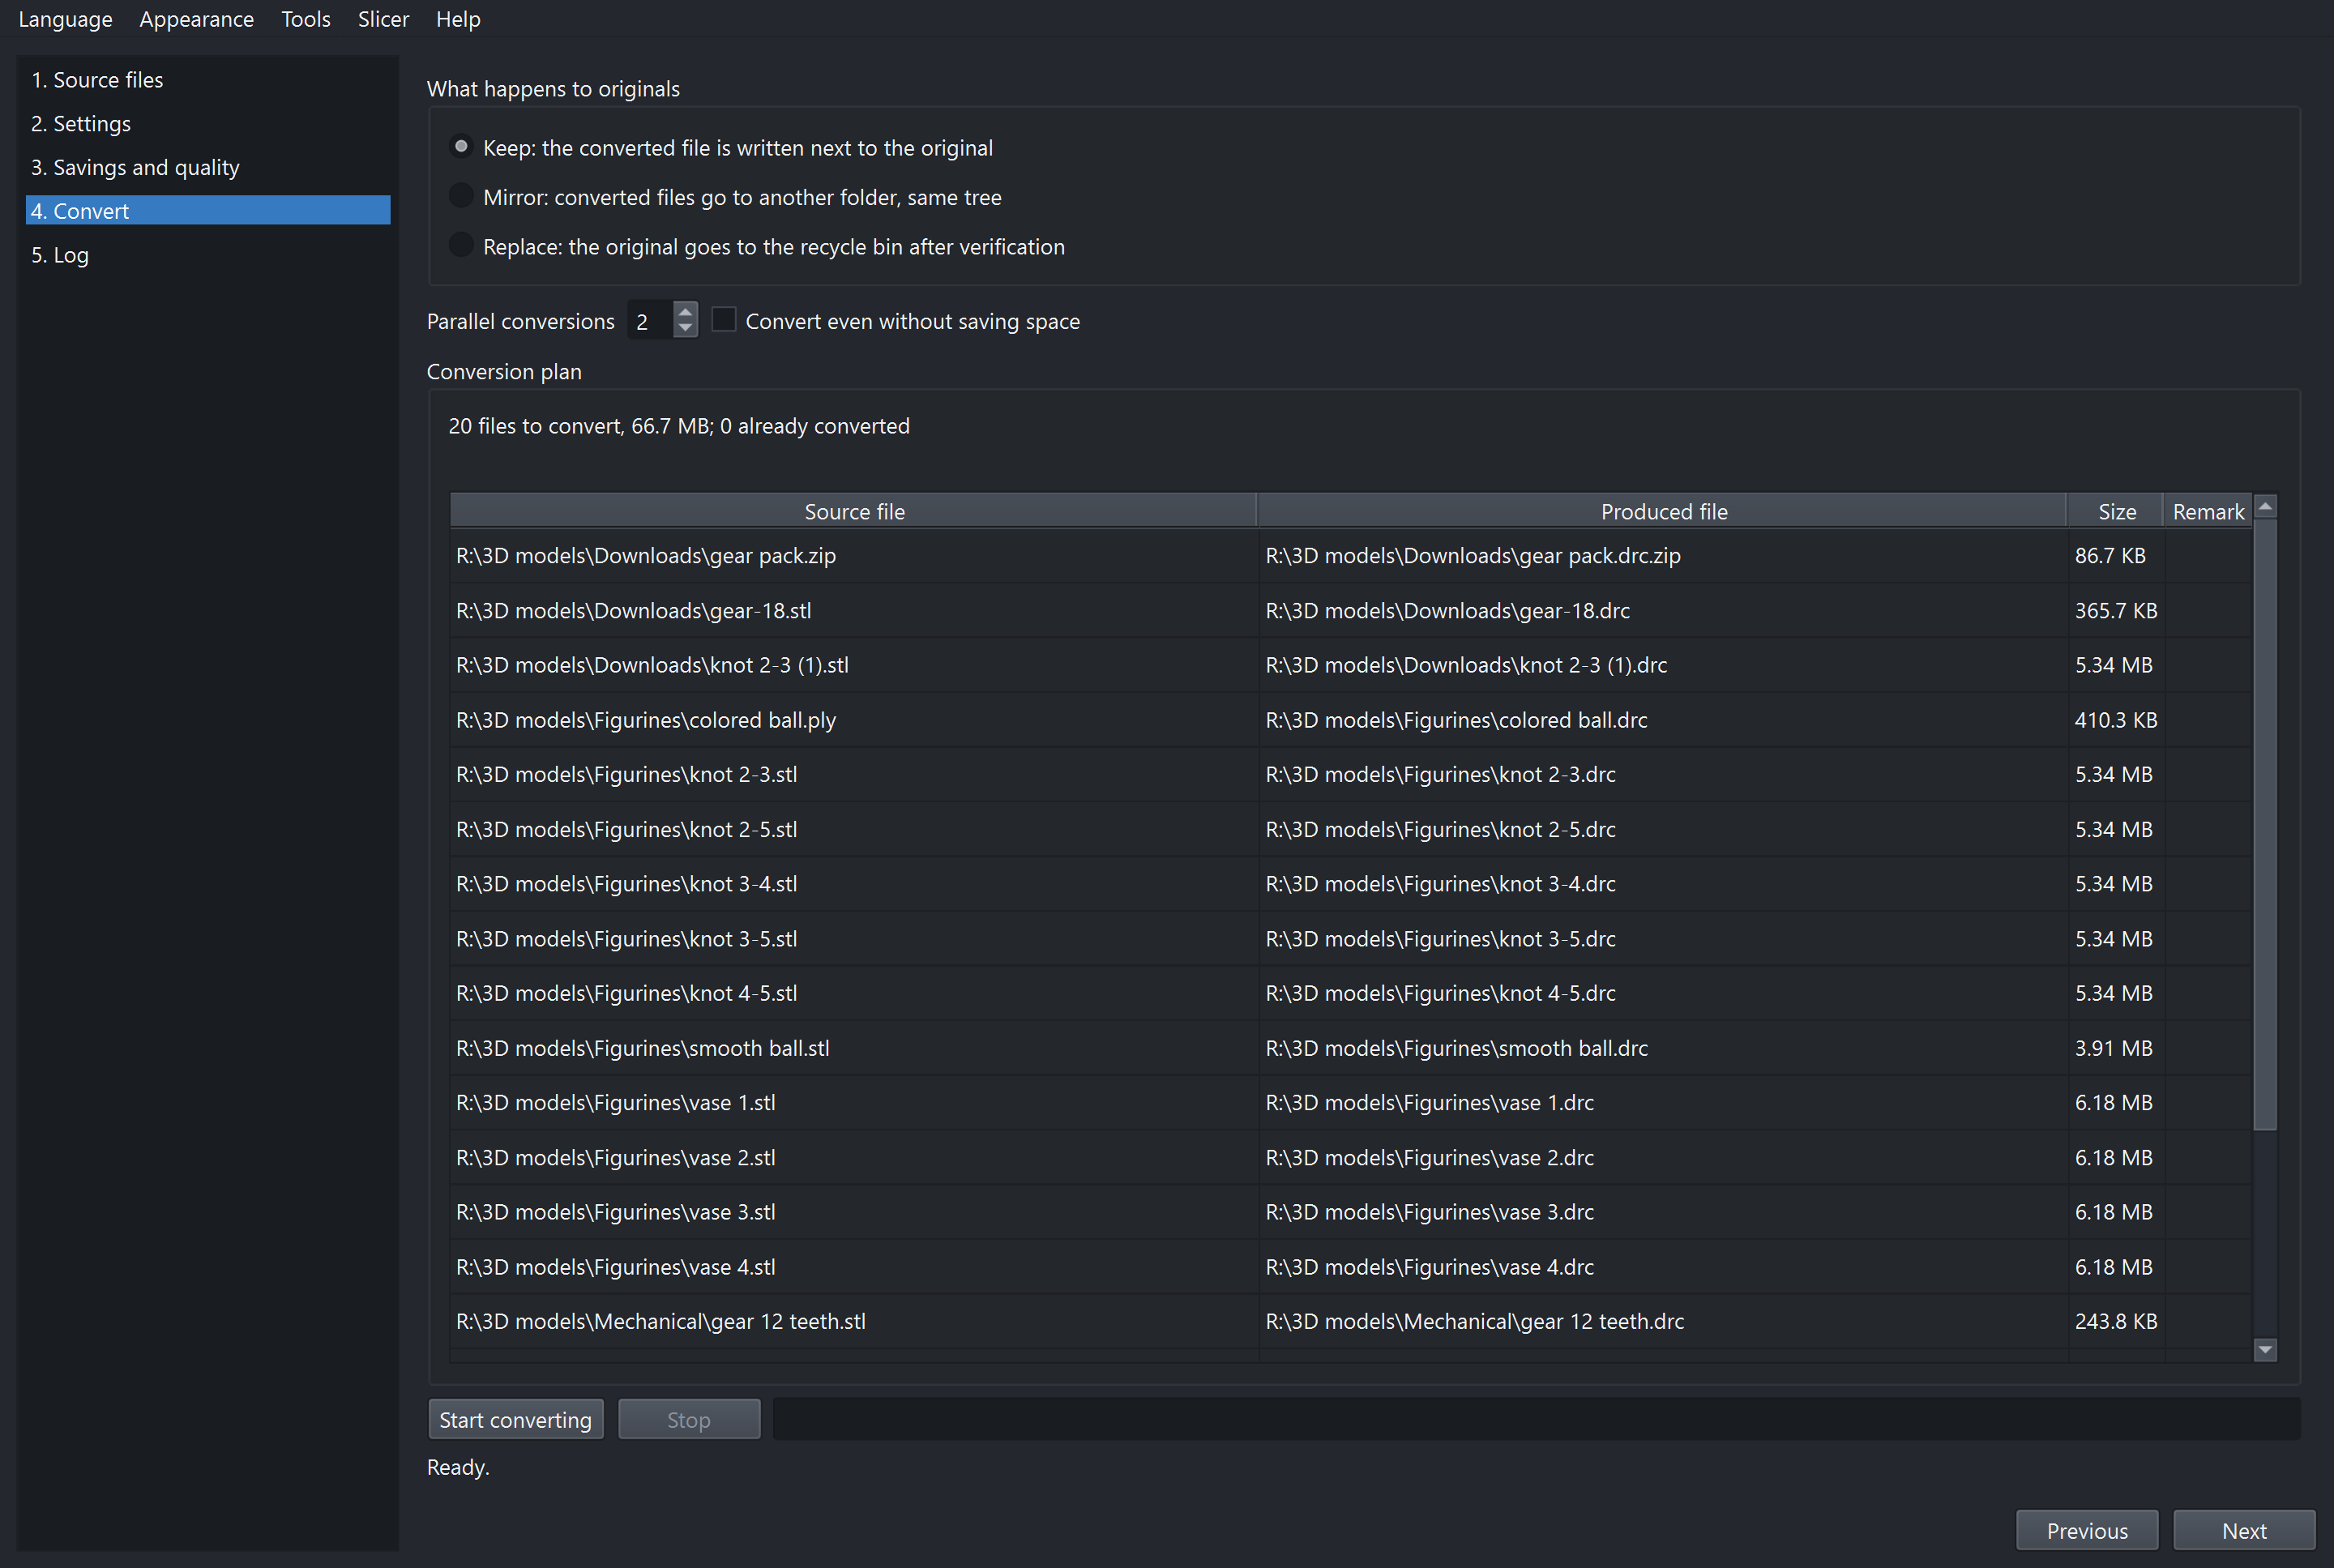 Language Appearance Tools Slicer Help
1. Source files
2. Settings
3. Savings and quality
4. Convert
5. Log
What happens to originals
Keep: the converted file is written next to the original
Mirror: converted files go to another folder, same tree
Replace: the original goes to the recycle bin after verification
Parallel conversions 2 Convert even without saving space
Conversion plan
20 files to convert, 66.7 MB; 0 already converted
Source file Produced file Size Remark
R:\3D models\Downloads\gear pack.zip R:\3D models\Downloads\gear pack.drc.zip 86.7 KB
R:\3D models\Downloads\gear-18.stl R:\3D models\Downloads\gear-18.drc 365.7 KB
R:\3D models\Downloads\knot 2-3 (1).stl R:\3D models\Downloads\knot 2-3 (1).drc 5.34 MB
R:\3D models\Figurines\colored ball.ply R:\3D models\Figurines\colored ball.drc 410.3 KB
R:\3D models\Figurines\knot 2-3.stl R:\3D models\Figurines\knot 2-3.drc 5.34 MB
R:\3D models\Figurines\knot 2-5.stl R:\3D models\Figurines\knot 2-5.drc 5.34 MB
R:\3D models\Figurines\knot 3-4.stl R:\3D models\Figurines\knot 3-4.drc 5.34 MB
R:\3D models\Figurines\knot 3-5.stl R:\3D models\Figurines\knot 3-5.drc 5.34 MB
R:\3D models\Figurines\knot 4-5.stl R:\3D models\Figurines\knot 4-5.drc 5.34 MB
R:\3D models\Figurines\smooth ball.stl R:\3D models\Figurines\smooth ball.drc 3.91 MB
R:\3D models\Figurines\vase 1.stl R:\3D models\Figurines\vase 1.drc 6.18 MB
R:\3D models\Figurines\vase 2.stl R:\3D models\Figurines\vase 2.drc 6.18 MB
R:\3D models\Figurines\vase 3.stl R:\3D models\Figurines\vase 3.drc 6.18 MB
R:\3D models\Figurines\vase 4.stl R:\3D models\Figurines\vase 4.drc 6.18 MB
R:\3D models\Mechanical\gear 12 teeth.stl R:\3D models\Mechanical\gear 12 teeth.drc 243.8 KB
Start converting Stop
Ready.
Previous Next